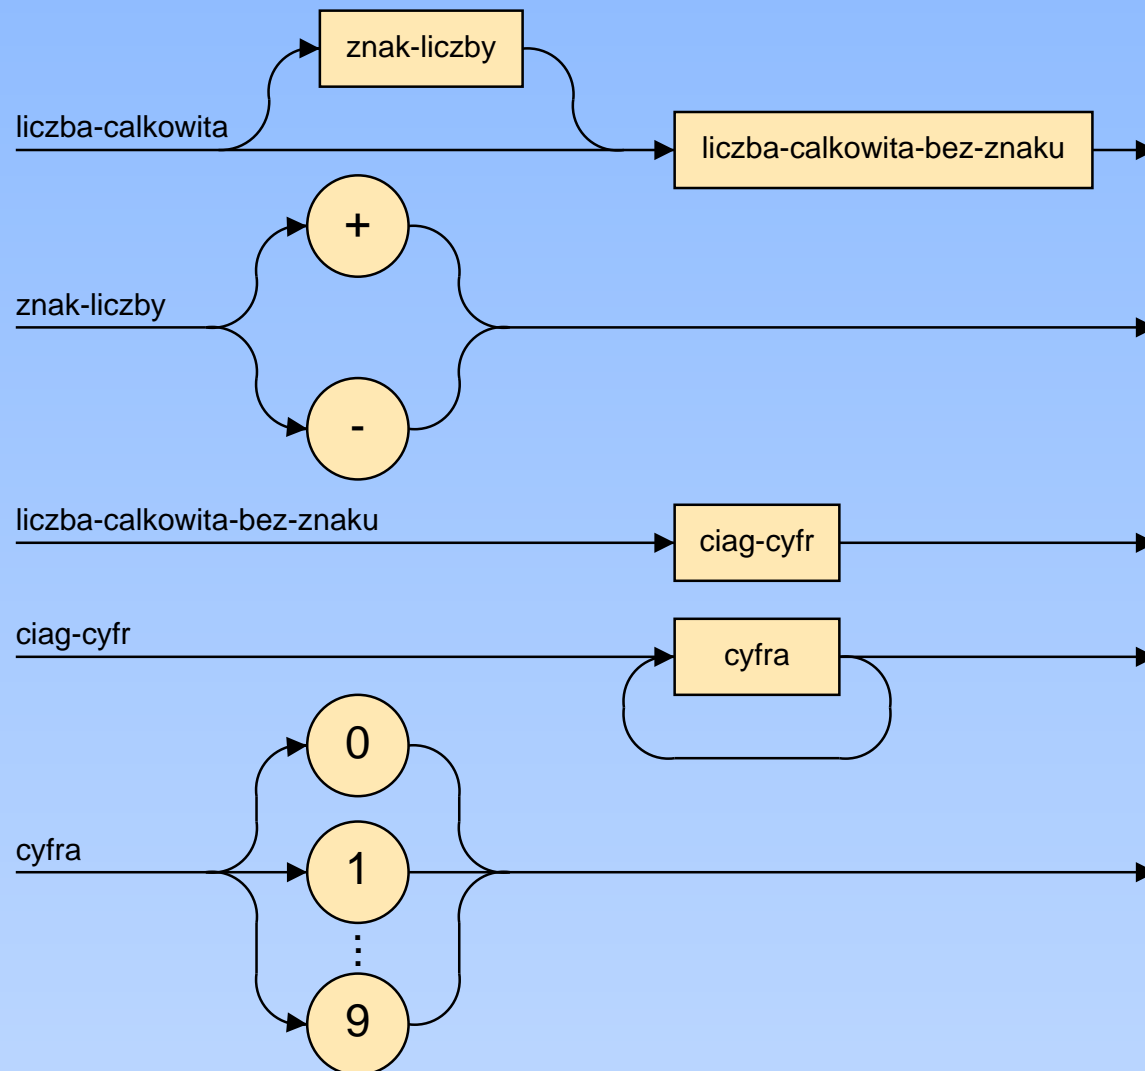 znak-liczby
liczba-calkowita
liczba-calkowita-bez-znaku
+
znak-liczby
-
liczba-calkowita-bez-znaku
ciag-cyfr
ciag-cyfr
cyfra
0
cyfra
1
⋮
9